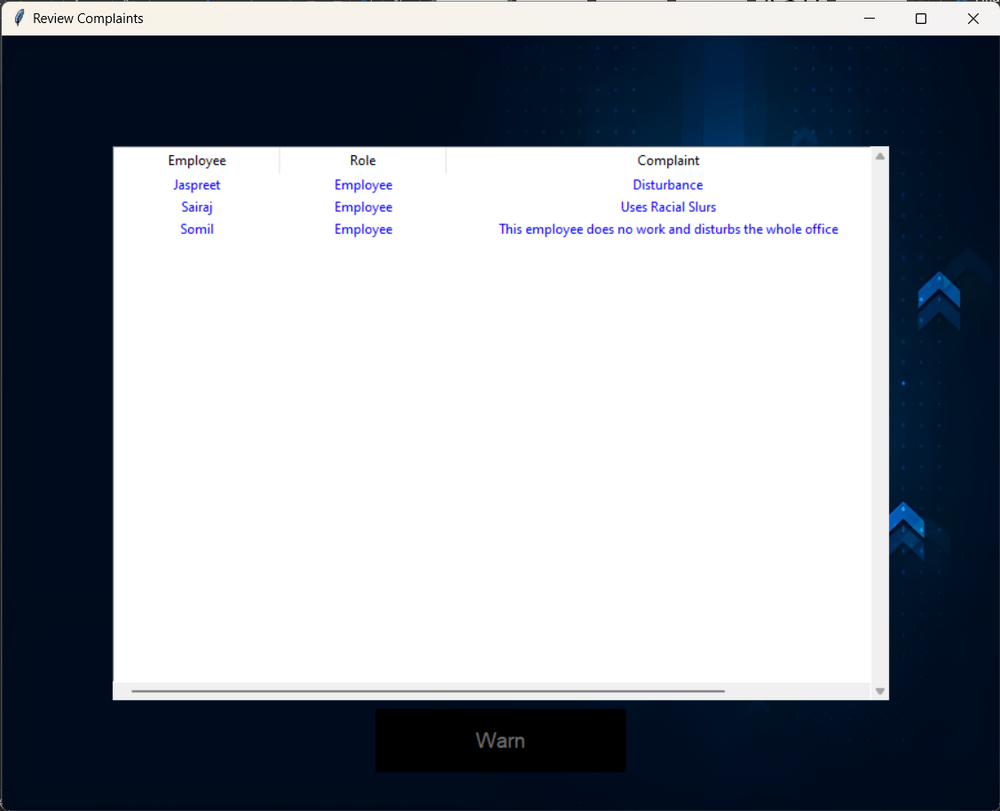 Review Complaints
Employee Role Complaint
Jaspreet Employee Disturbance
Sairaj Employee Uses Racial Slurs
Somil Employee This employee does no work and disturbs the whole office
Warn